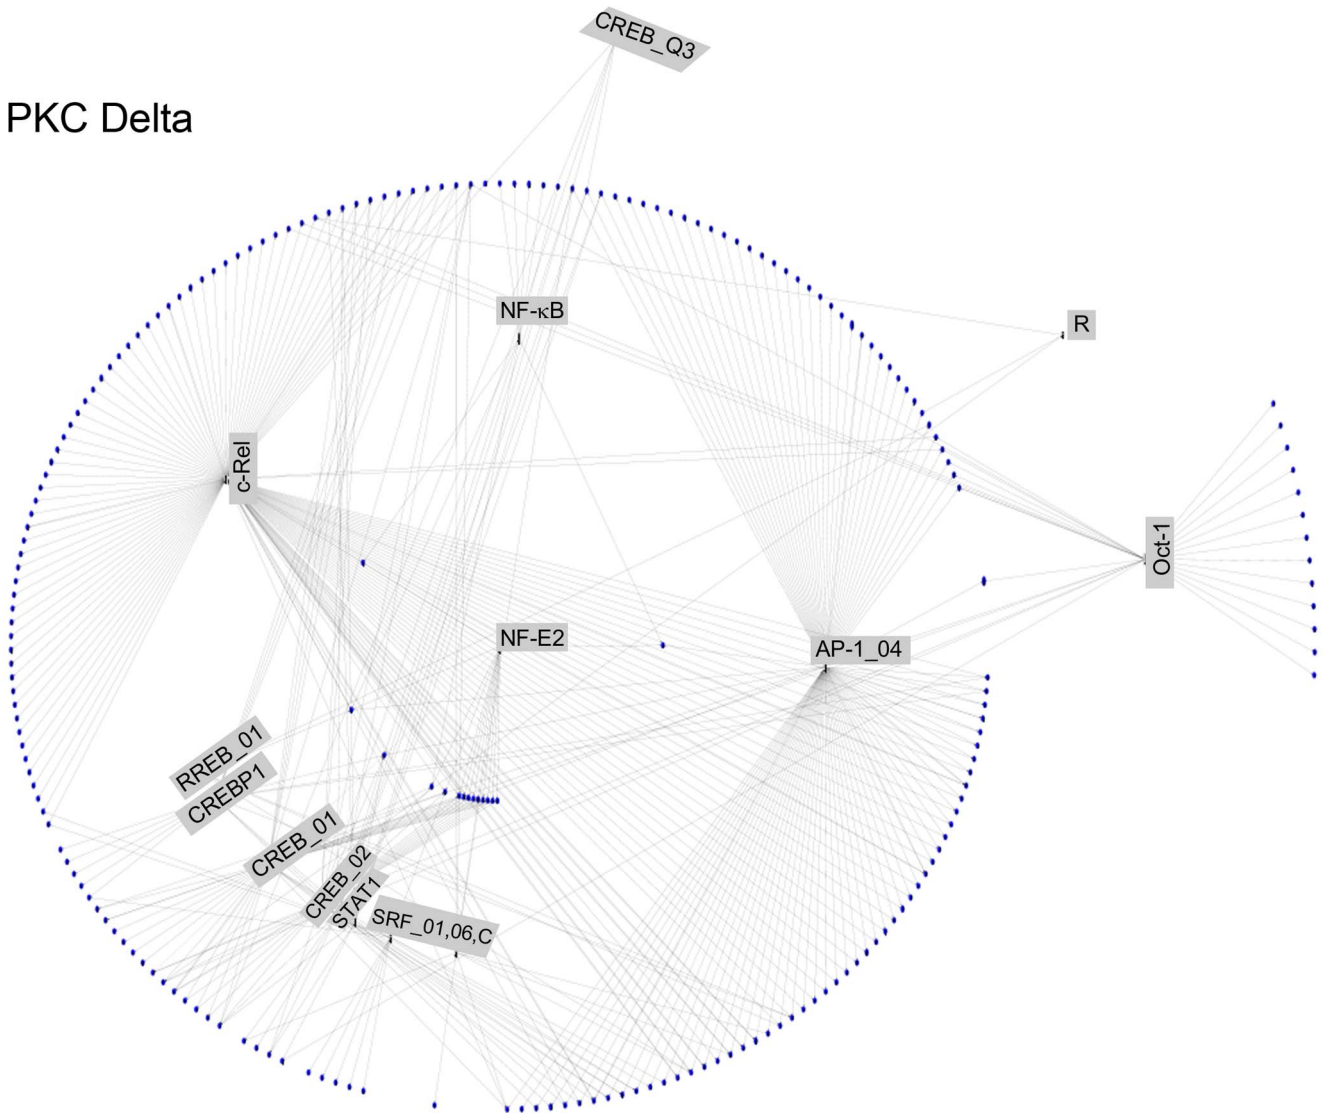 CREB_Q3
PKC Delta
NF-κB
R
c-Rel
Oct-1
NF-E2
AP-1_04
RREB_01
CREBP1
CREB_01
CREB_02
STAT1
SRF_01,06,C